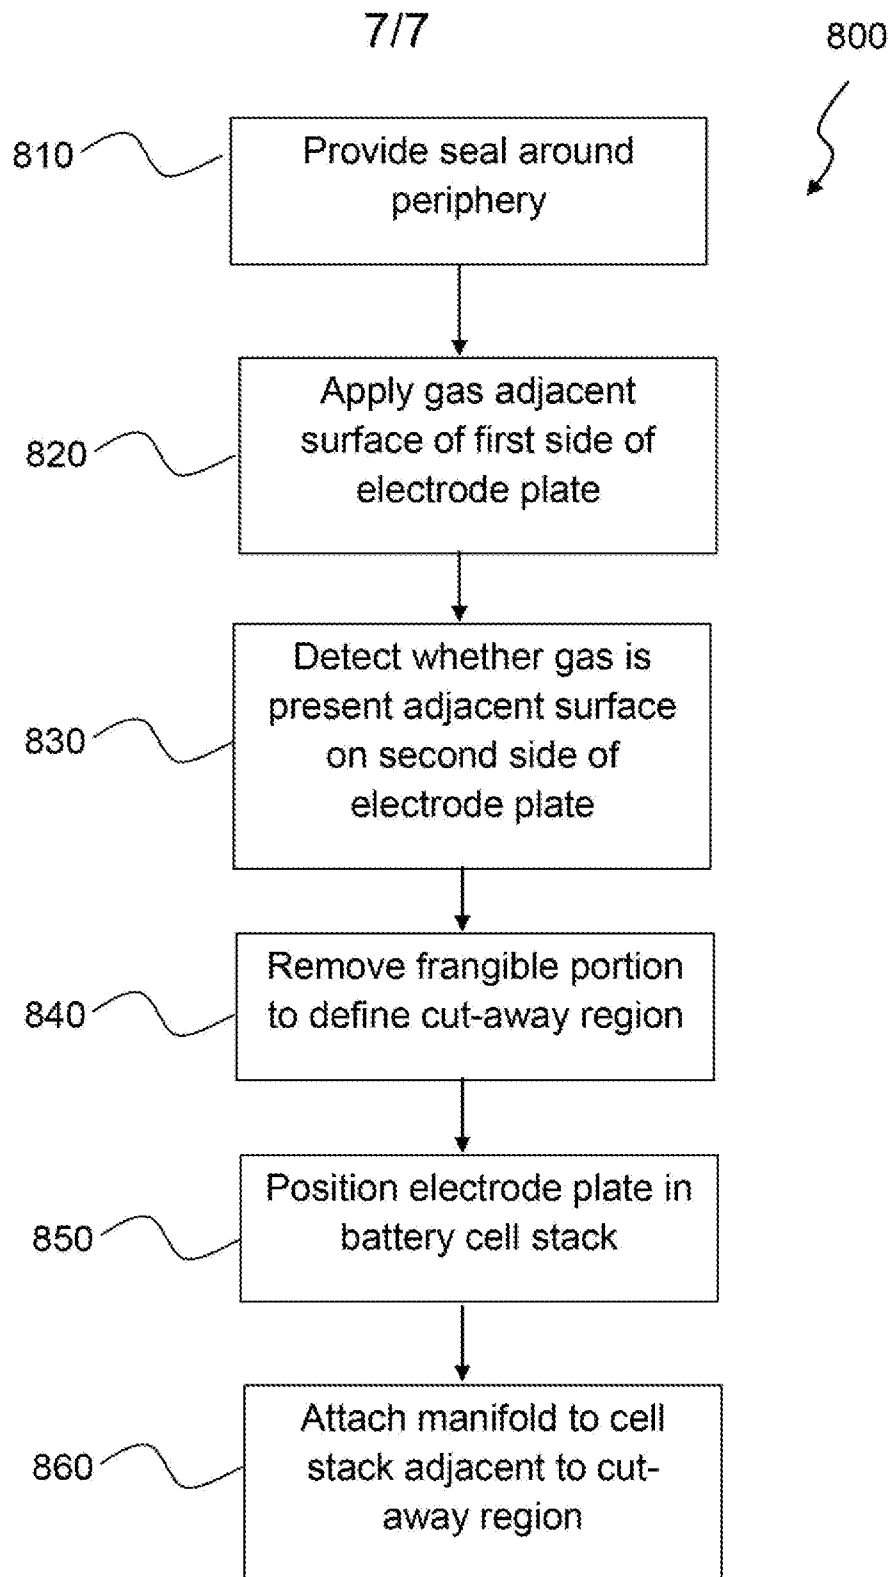 7/7
800
810
Provide seal around
periphery
820
Apply gas adjacent
surface of first side of
electrode plate
830
Detect whether gas is
present adjacent surface
on second side of
electrode plate
840
Remove frangible portion
to define cut-away region
850
Position electrode plate in
battery cell stack
860
Attach manifold to cell
stack adjacent to cut-
away region